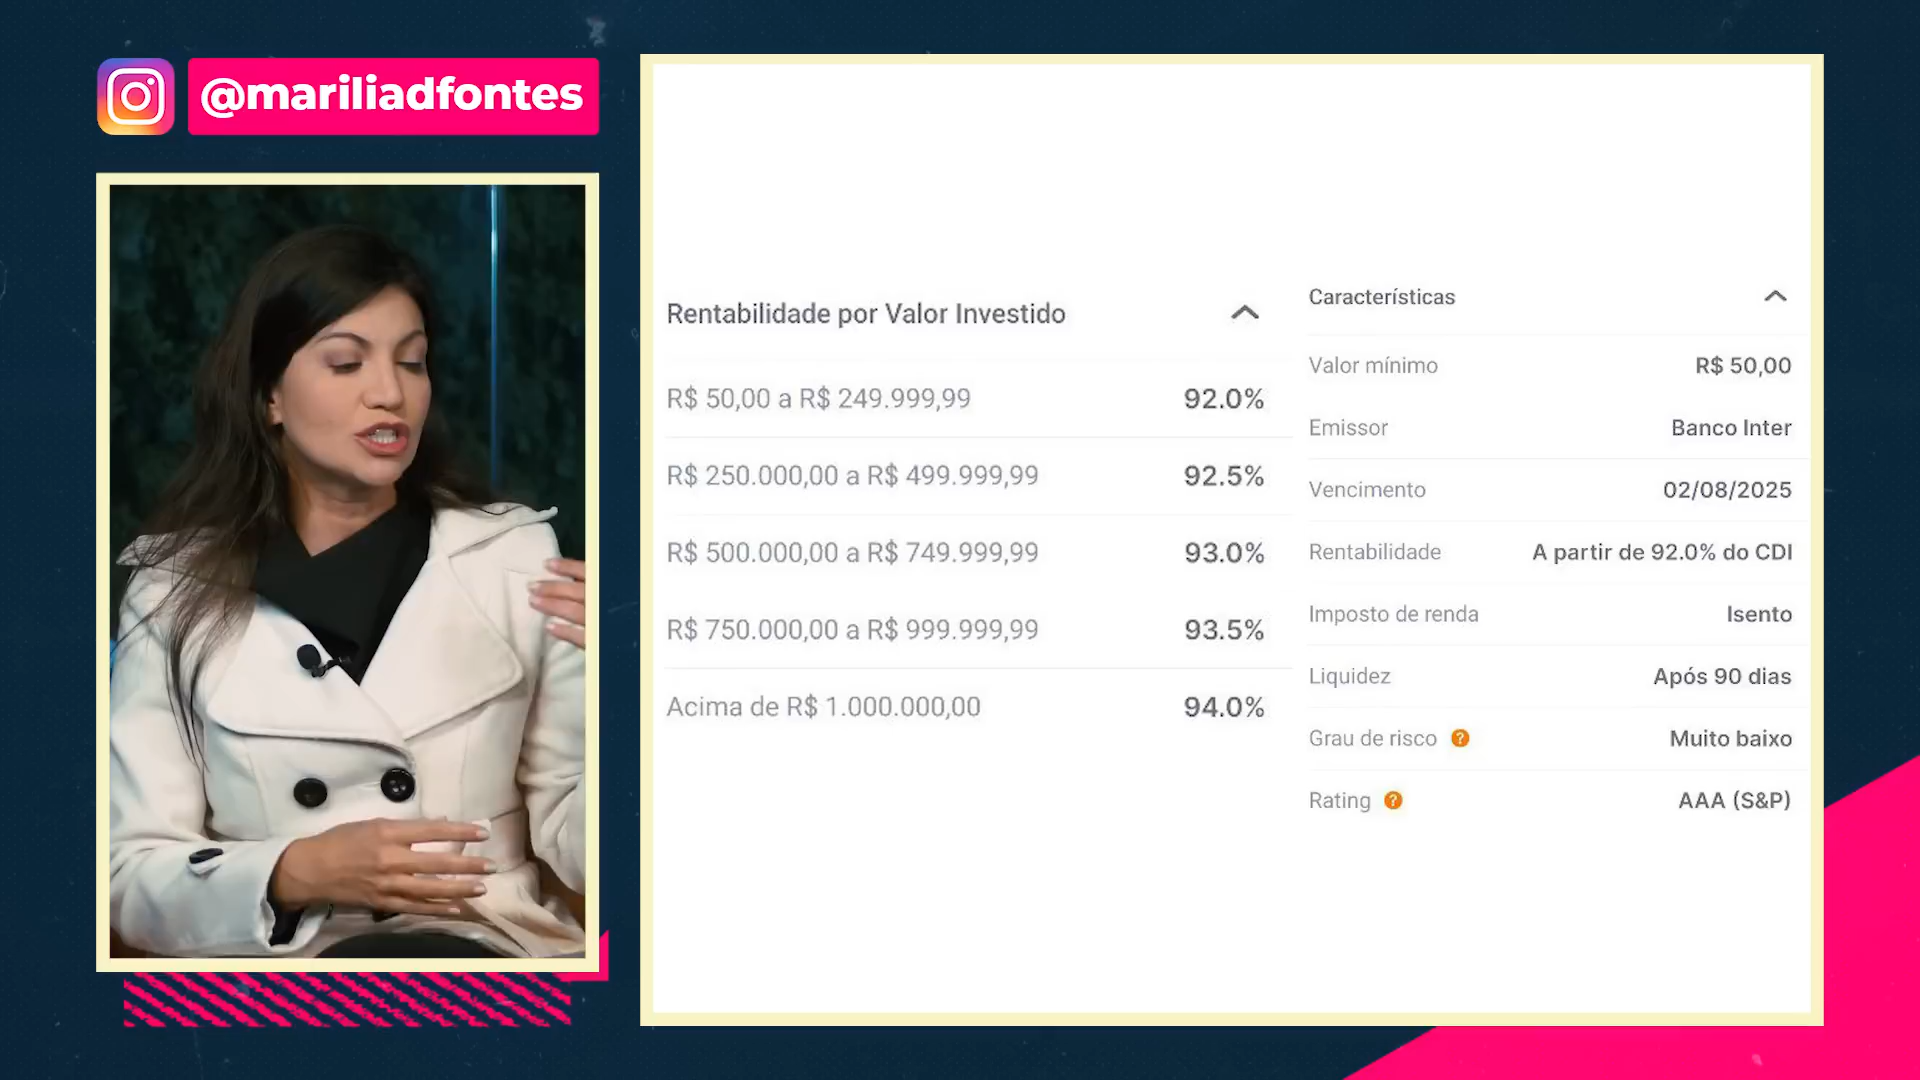 @mariliadfontes
Rentabilidade por Valor Investido
R$ 50,00 a R$ 249.999,99 92.0%
R$ 250.000,00 a R$ 499.999,99 92.5%
R$ 500.000,00 a R$ 749.999,99 93.0%
R$ 750.000,00 a R$ 999.999,99 93.5%
Acima de R$ 1.000.000,00 94.0%
Características
Valor mínimo R$ 50,00
Emissor Banco Inter
Vencimento 02/08/2025
Rentabilidade A partir de 92.0% do CDI
Imposto de renda Isento
Liquidez Após 90 dias
Grau de risco ? Muito baixo
Rating ? AAA (S&P)